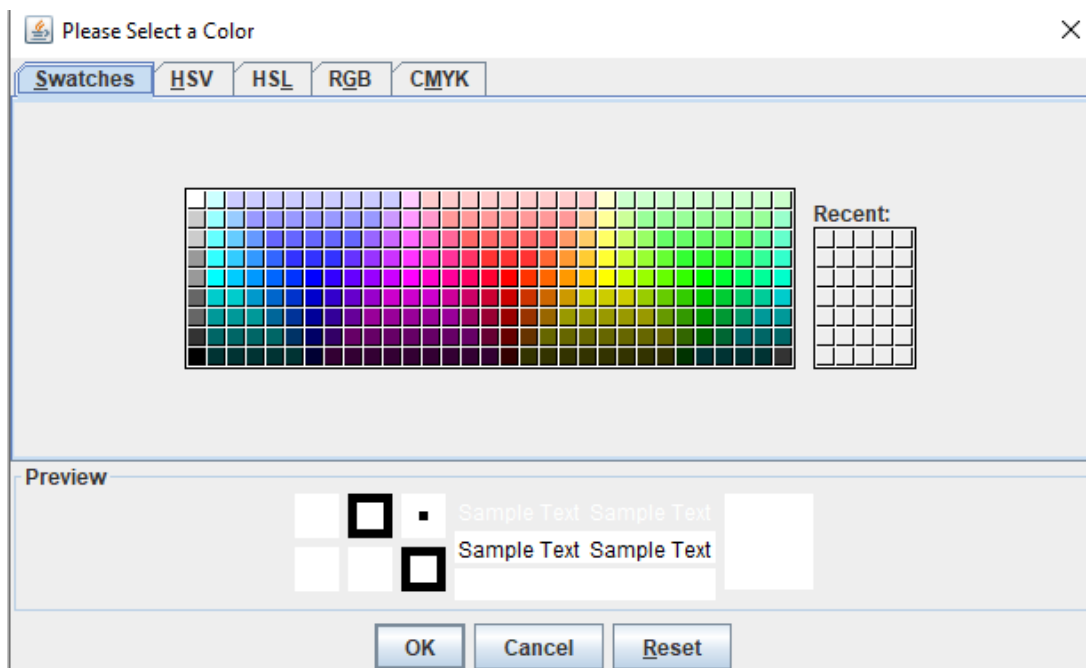 Please Select a Color
Swatches HSV HSL RGB CMYK
Recent:
Preview
Sample Text Sample Text
Sample Text Sample Text
OK Cancel Reset